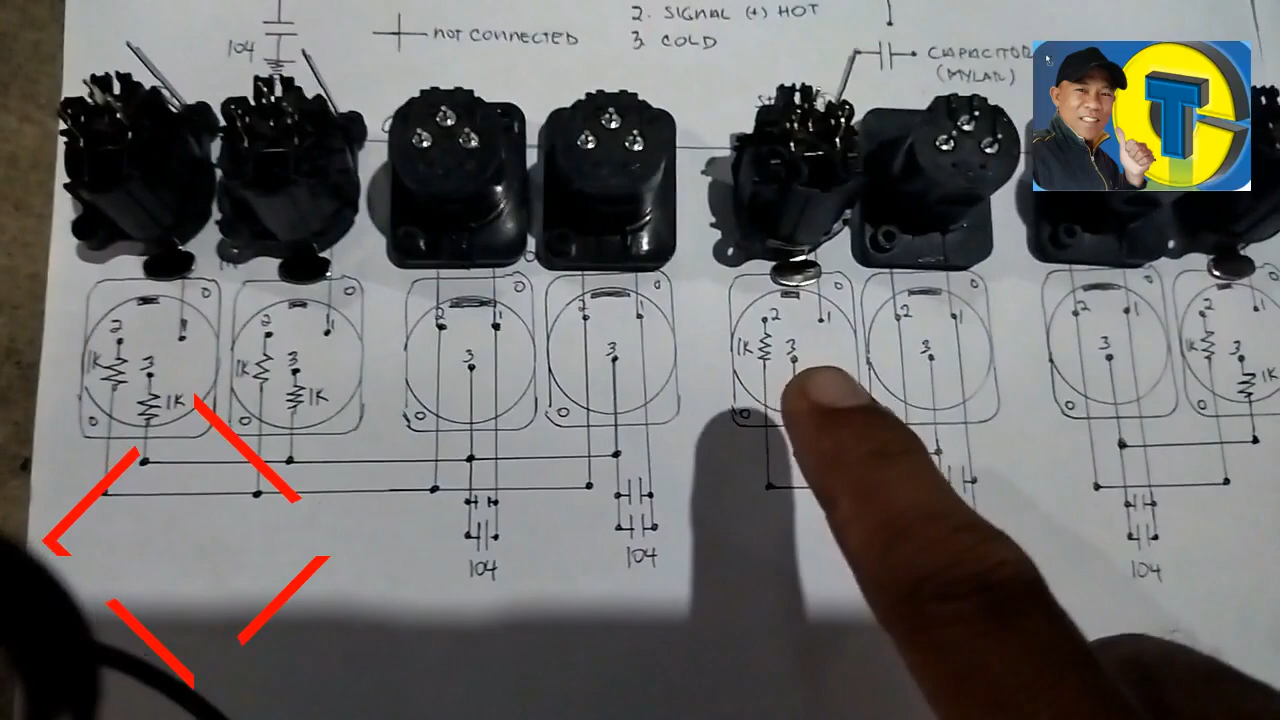 2. SIGNAL (+) HOT
104
not connected
3 COLD
CAPACITOR
(MYLAR)
TC
2 1K 3 1K
2 1 1K 3 1K
2 1 3
2 1 3
2 1 1K 3
2 1 3
2 1 3
2 1 1K 3 1K
104
104
104